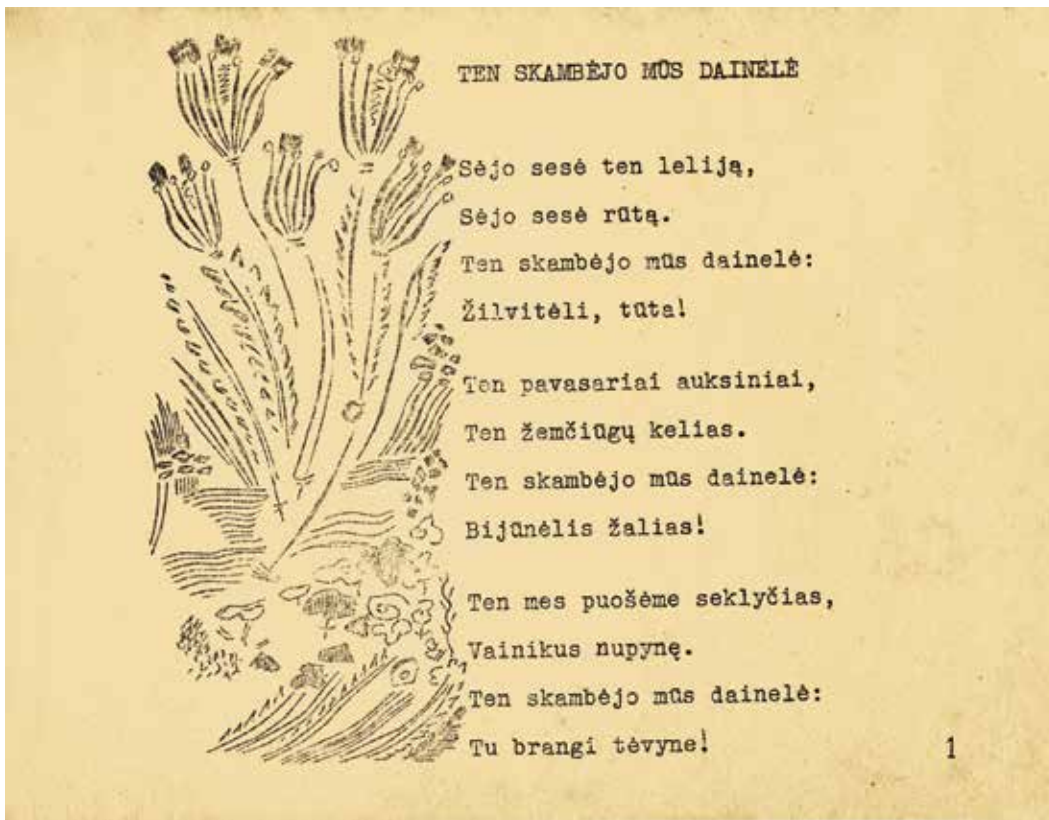 TEN SKAMBĖJO MŪS DAINELĖ
Sėjo sesė ten leliją,
Sėjo sesė rūtą.
Ten skambėjo mūs dainelė:
Žilvitėli, tūta!
Ten pavasariai auksiniai,
Ten žemčiūgų kelias.
Ten skambėjo mūs dainelė:
Bijūnėlis žalias!
Ten mes puošėme seklyčias,
Vainikus nupynę.
Ten skambėjo mūs dainelė:
Tu brangi tėvyne!
1